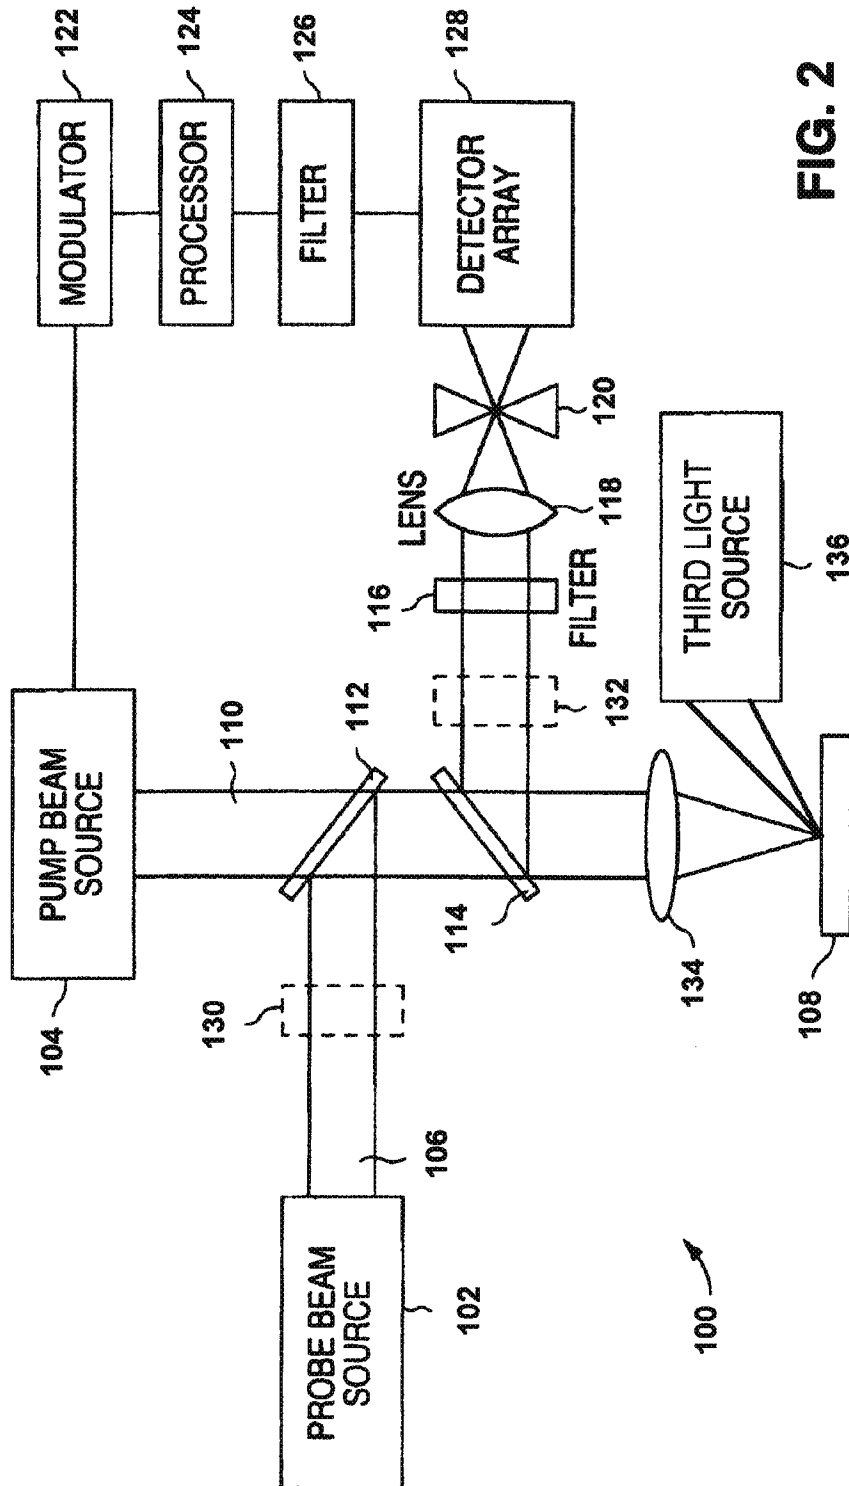 122
MODULATOR
124
PROCESSOR
126
FILTER
128
DETECTOR
ARRAY
FIG. 2
120
LENS
118
116
FILTER
THIRD LIGHT
SOURCE
136
132
PUMP BEAM
SOURCE
104
110
112
114
134
108
130
106
PROBE BEAM
SOURCE
102
100